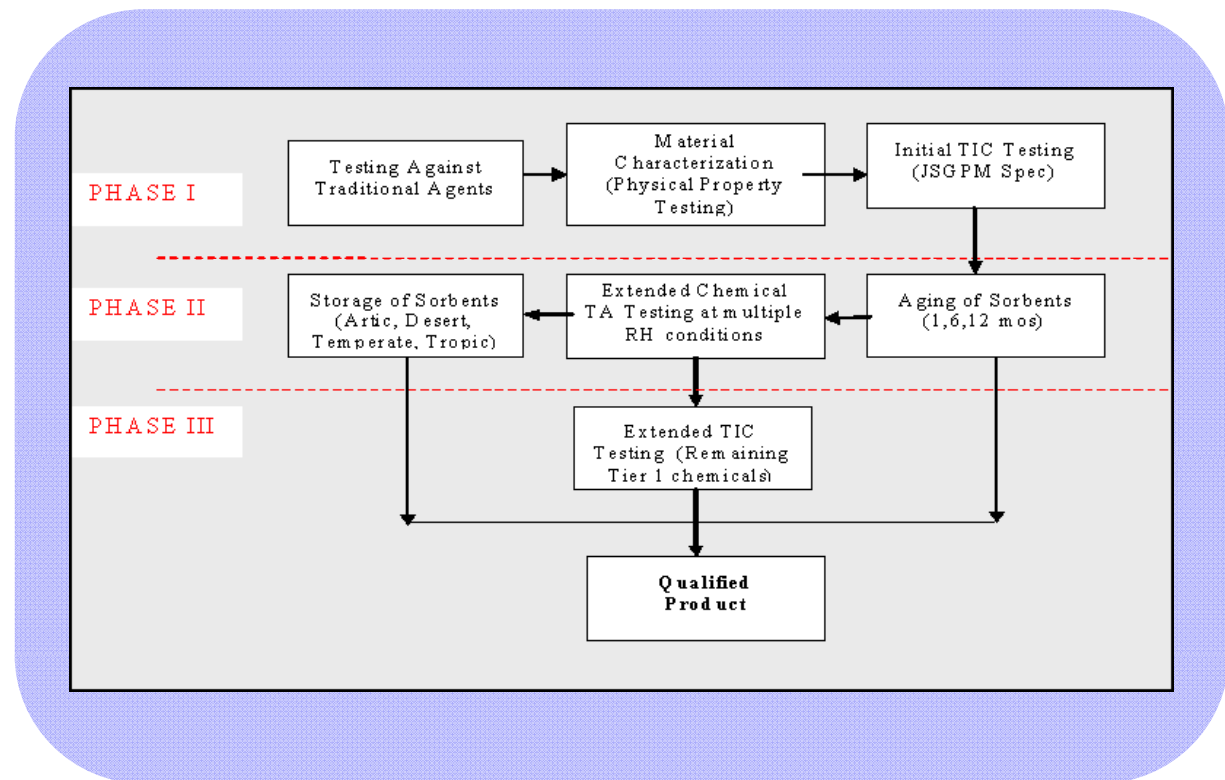 PHASE I
Testing Against
Traditional Agents
Material
Characterization
(Physical Property
Testing)
Initial TIC Testing
(JSGPM Spec)
PHASE II
Storage of Sorbents
(Artic, Desert,
Temperate, Tropic)
Extended Chemical
TA Testing at multiple
RH conditions
Aging of Sorbents
(1,6,12 mos)
PHASE III
Extended TIC
Testing (Remaining
Tier 1 chemicals)
Qualified
Product